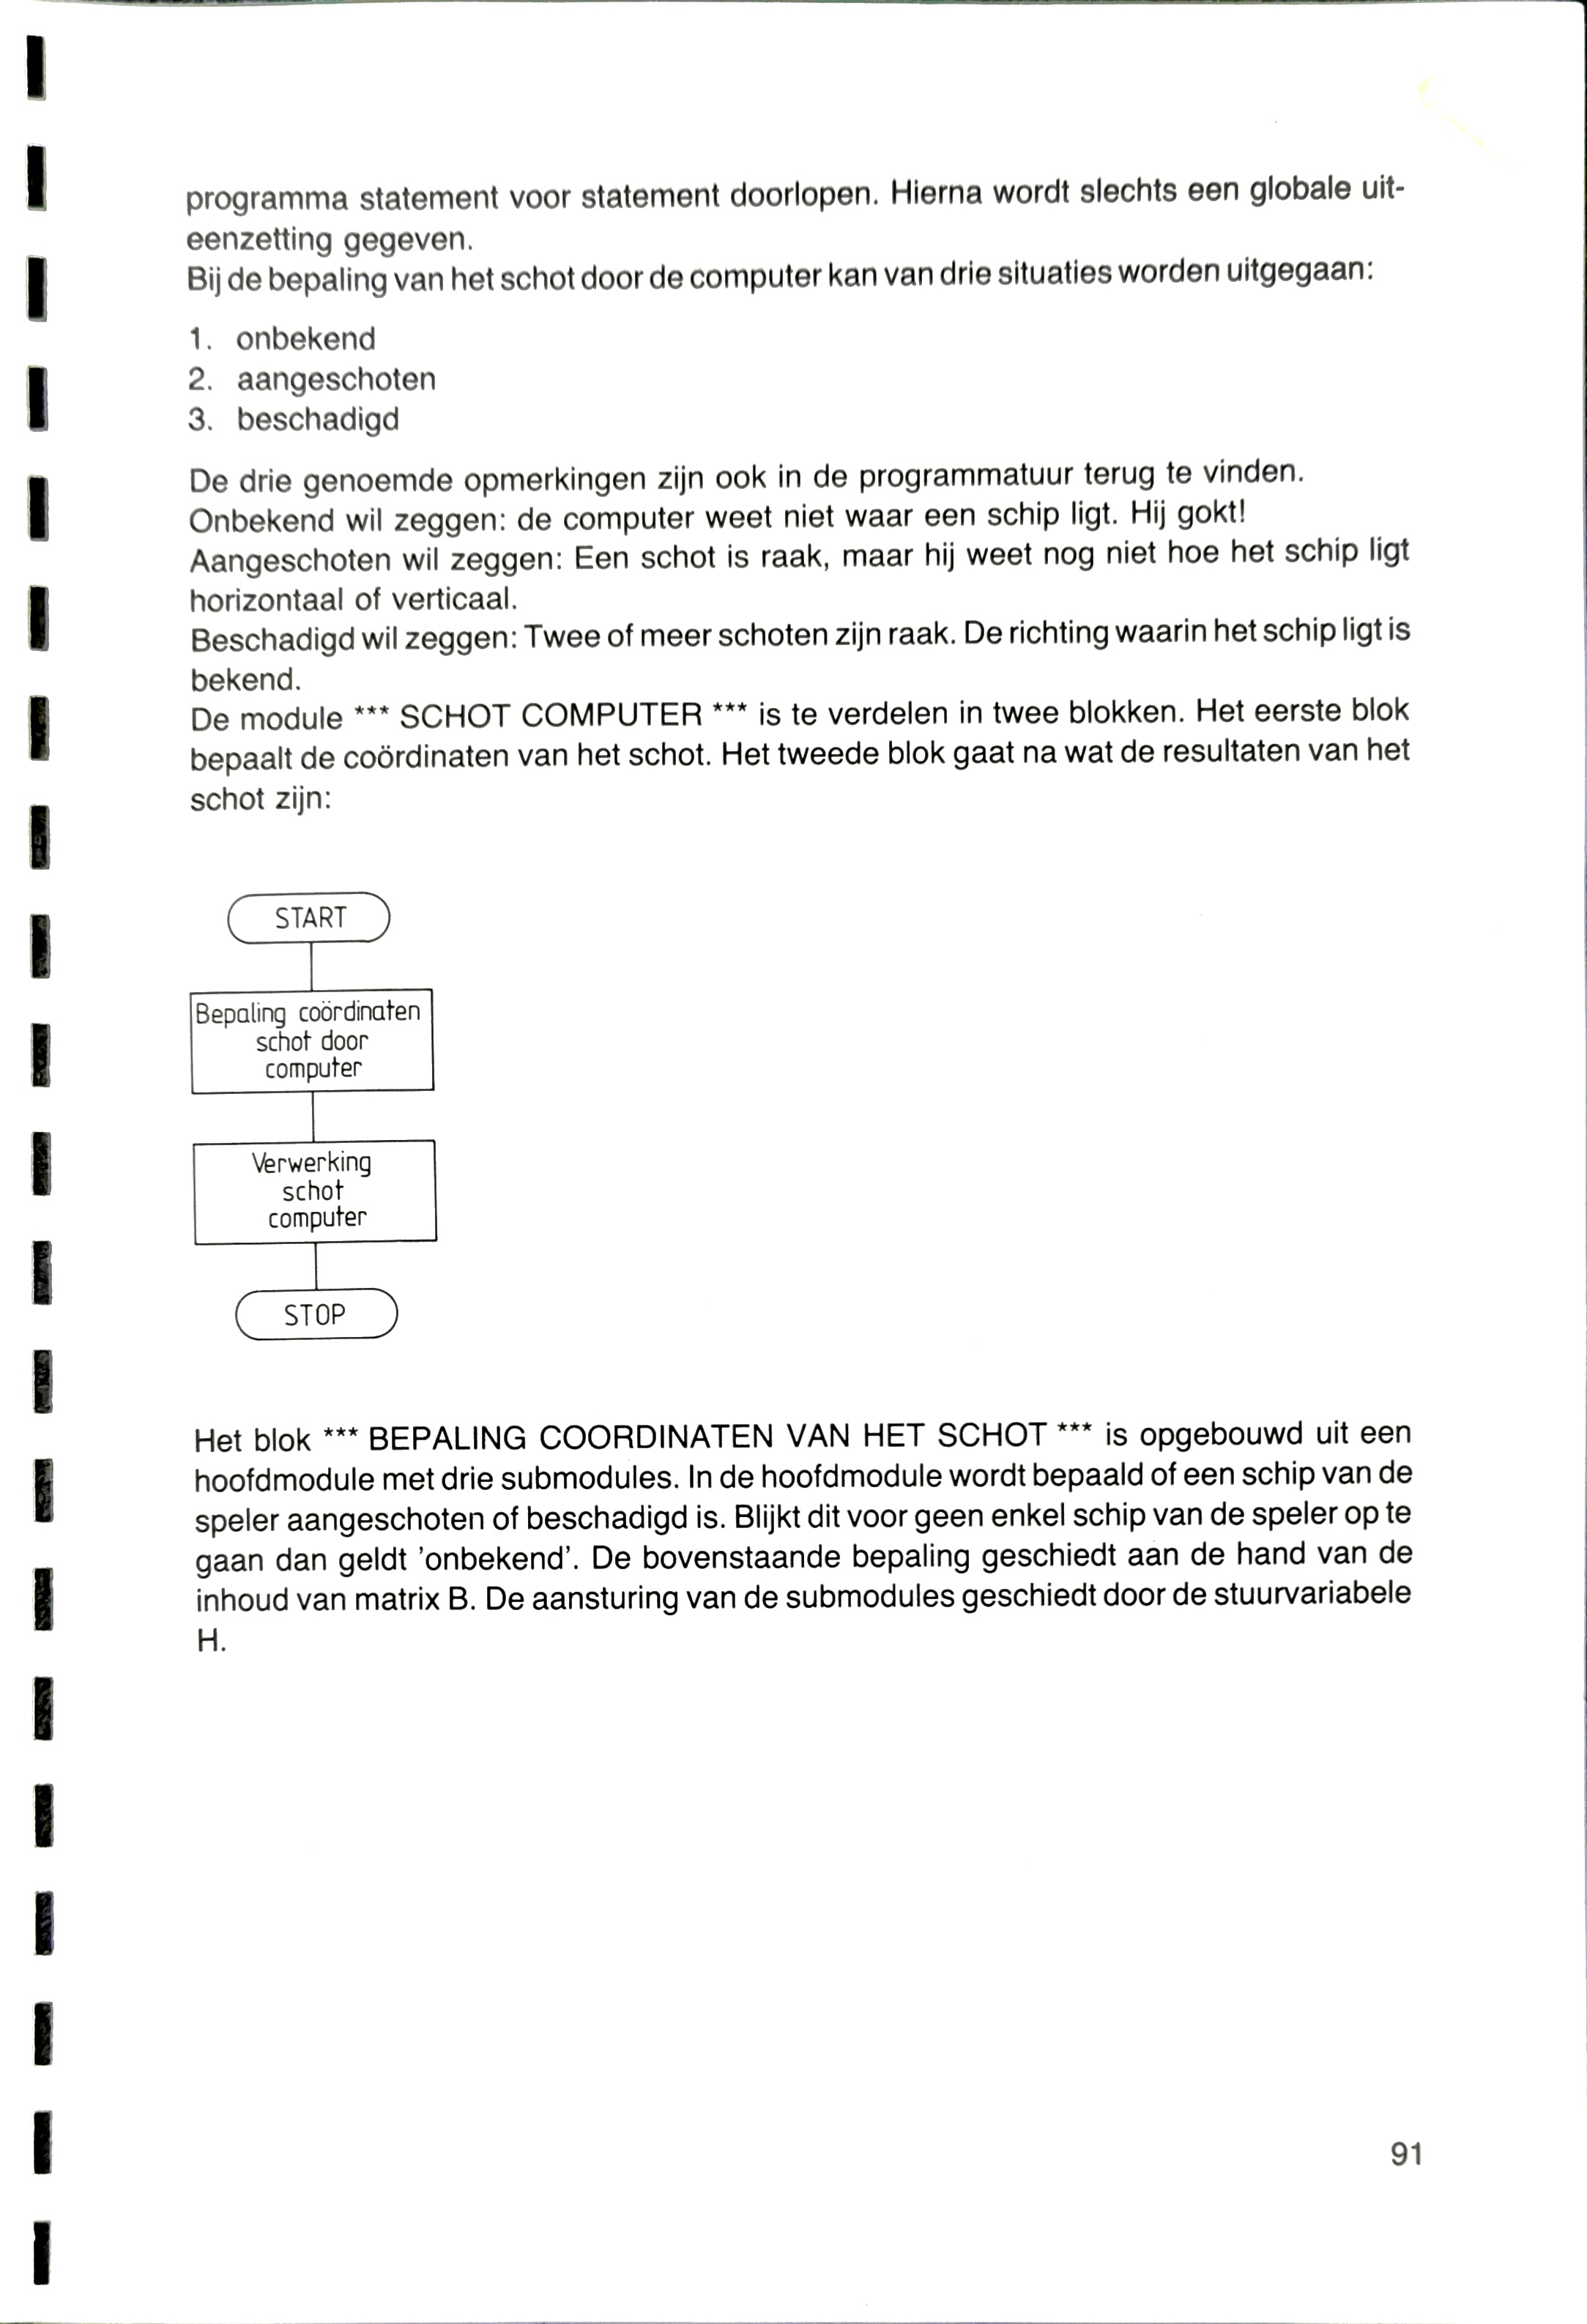 programma statement voor statement doorlopen. Hierna wordt slechts een globale uit-
eenzetting gegeven.
Bij de bepaling van het schot door de computer kan van drie situaties worden uitgegaan:
1. onbekend
2. aangeschoten
3. beschadigd
De drie genoemde opmerkingen zijn ook in de programmatuur terug te vinden.
Onbekend wil zeggen: de computer weet niet waar een schip ligt. Hij gokt!
Aangeschoten wil zeggen: Een schot is raak, maar hij weet nog niet hoe het schip ligt
horizontaal of verticaal.
Beschadigd wil zeggen: Twee of meer schoten zijn raak. De richting waarin het schip ligt is
bekend.
De module *** SCHOT COMPUTER *** is te verdelen in twee blokken. Het eerste blok
bepaalt de coördinaten van het schot. Het tweede blok gaat na wat de resultaten van het
schot zijn:
START
Bepaling coördinaten
schot door
computer
Verwerking
schot
computer
STOP
Het blok *** BEPALING COORDINATEN VAN HET SCHOT *** is opgebouwd uit een
hoofdmodule met drie submodules. In de hoofdmodule wordt bepaald of een schip van de
speler aangeschoten of beschadigd is. Blijkt dit voor geen enkel schip van de speler op te
gaan dan geldt 'onbekend'. De bovenstaande bepaling geschiedt aan de hand van de
inhoud van matrix B. De aansturing van de submodules geschiedt door de stuurvariabele
H.
91